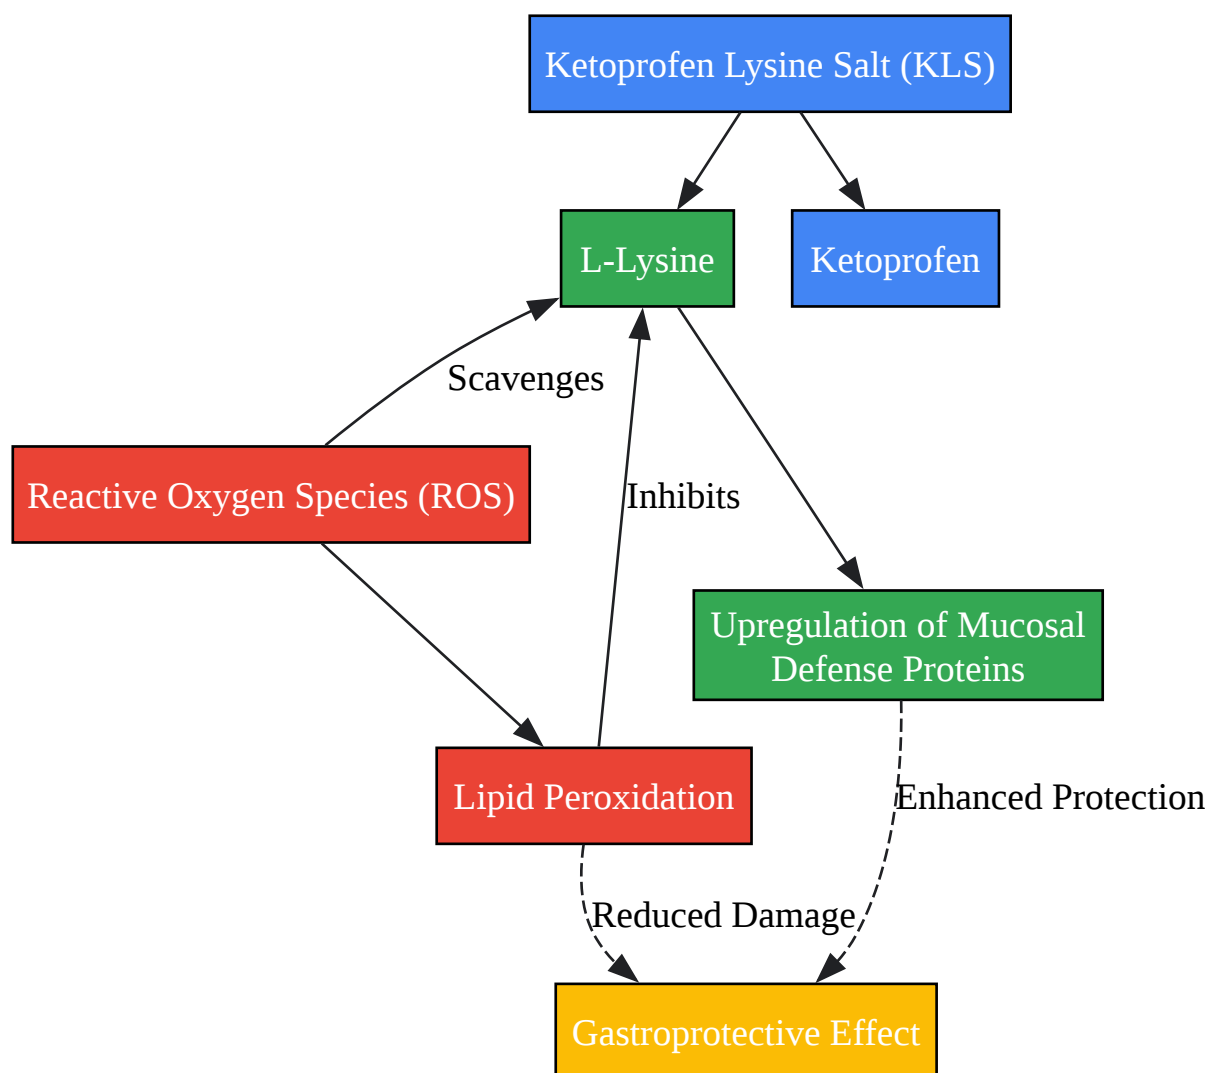 Ketoprofen Lysine Salt (KLS)
L-Lysine
Ketoprofen
Scavenges
Reactive Oxygen Species (ROS)
Inhibits
Upregulation of Mucosal
Defense Proteins
Lipid Peroxidation
Enhanced Protection
Reduced Damage
Gastroprotective Effect